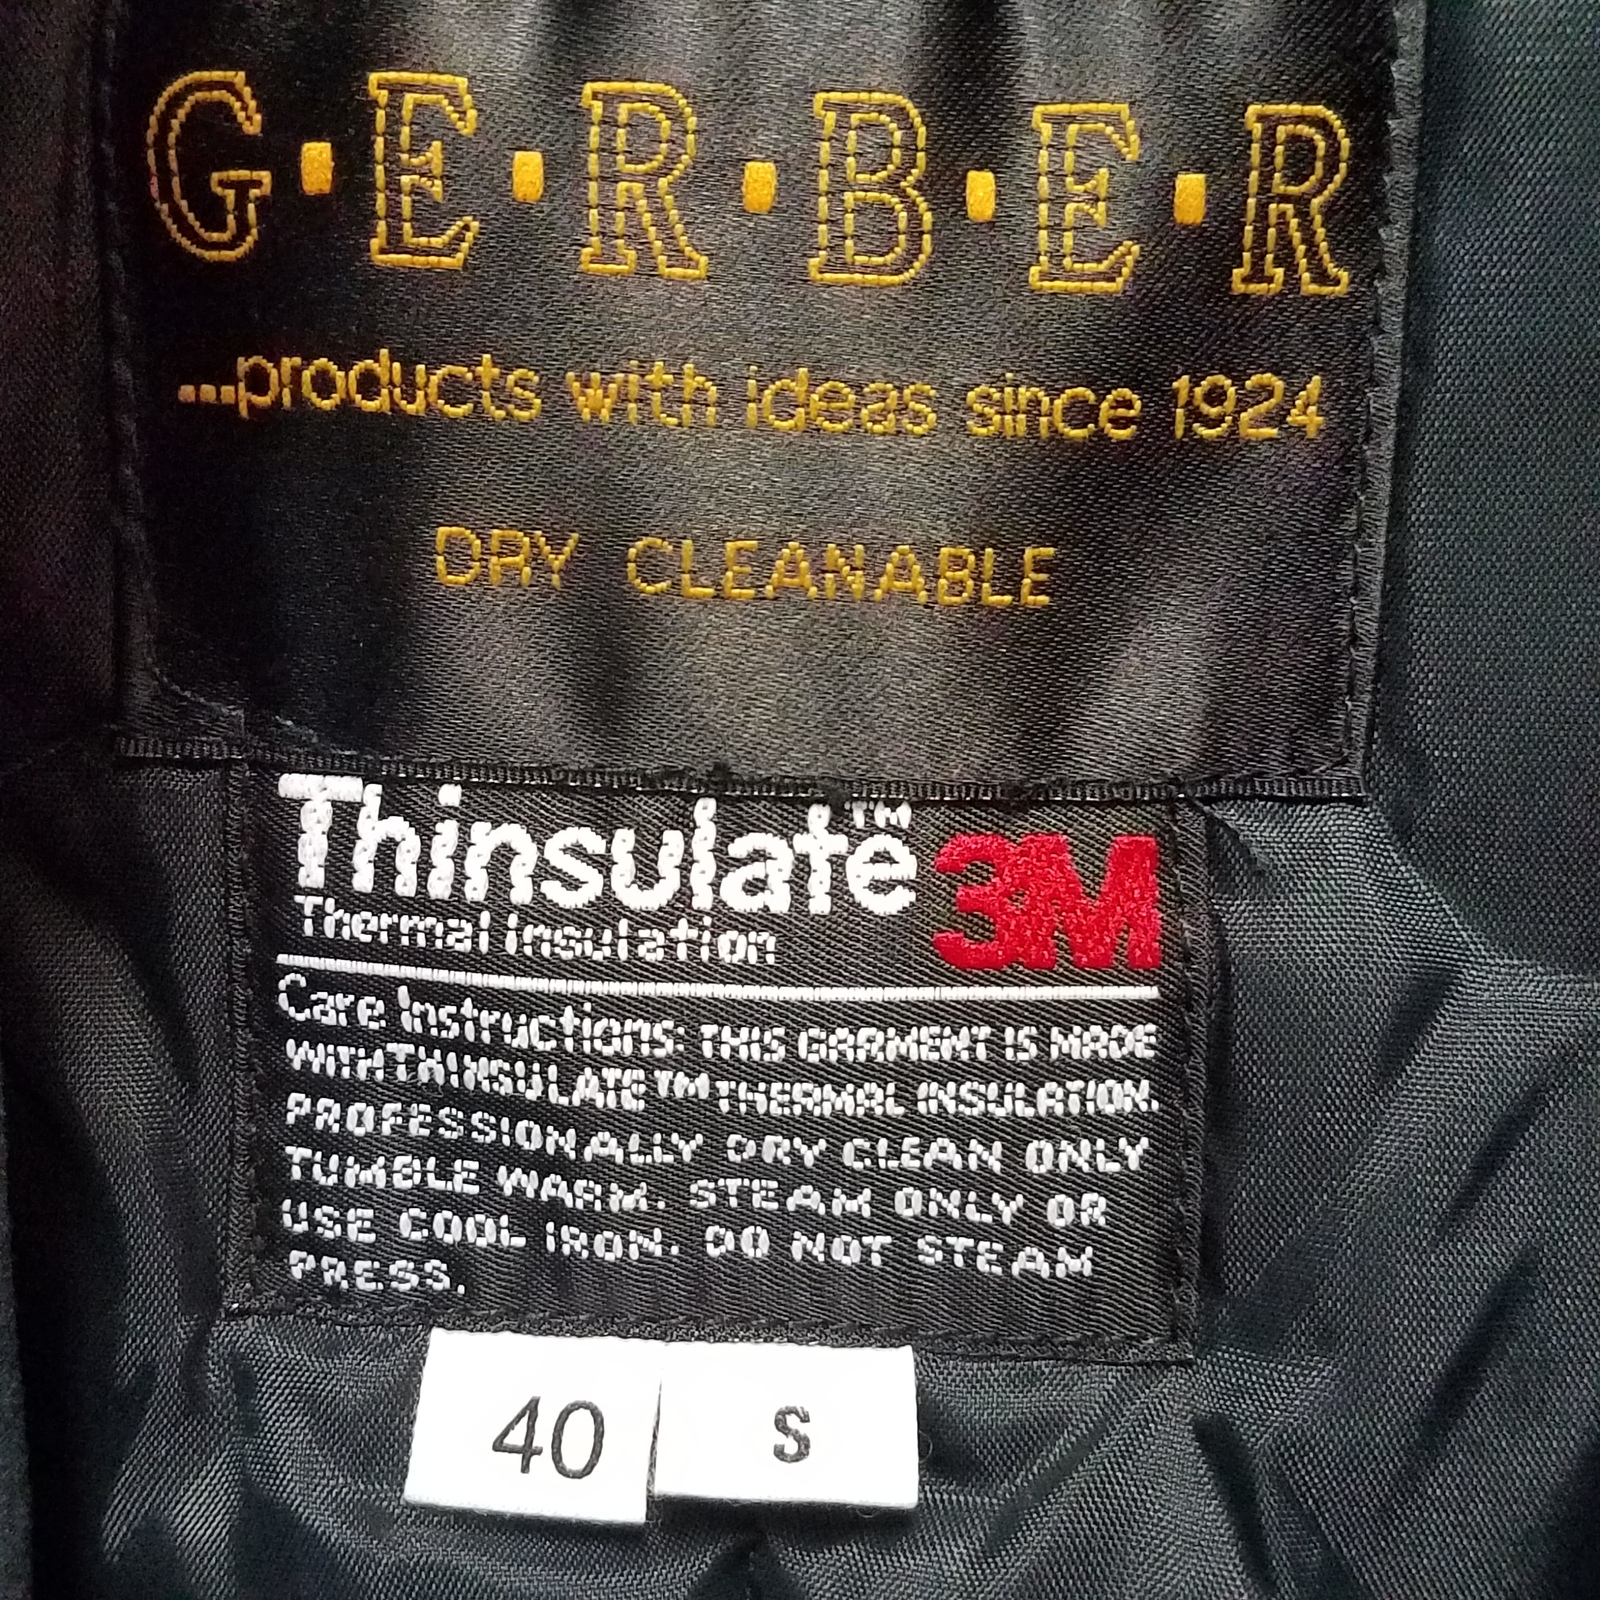 G·E·R·B·E·R
...products with ideas since 1924
DRY CLEANABLE
Thinsulate™ 3M
Thermal Insulation
Care Instructions: THIS GARMENT IS MADE
WITH THINSULATE™ THERMAL INSULATION.
PROFESSIONALLY DRY CLEAN ONLY
TUMBLE WARM. STEAM ONLY OR
USE COOL IRON. DO NOT STEAM
PRESS.
40 S